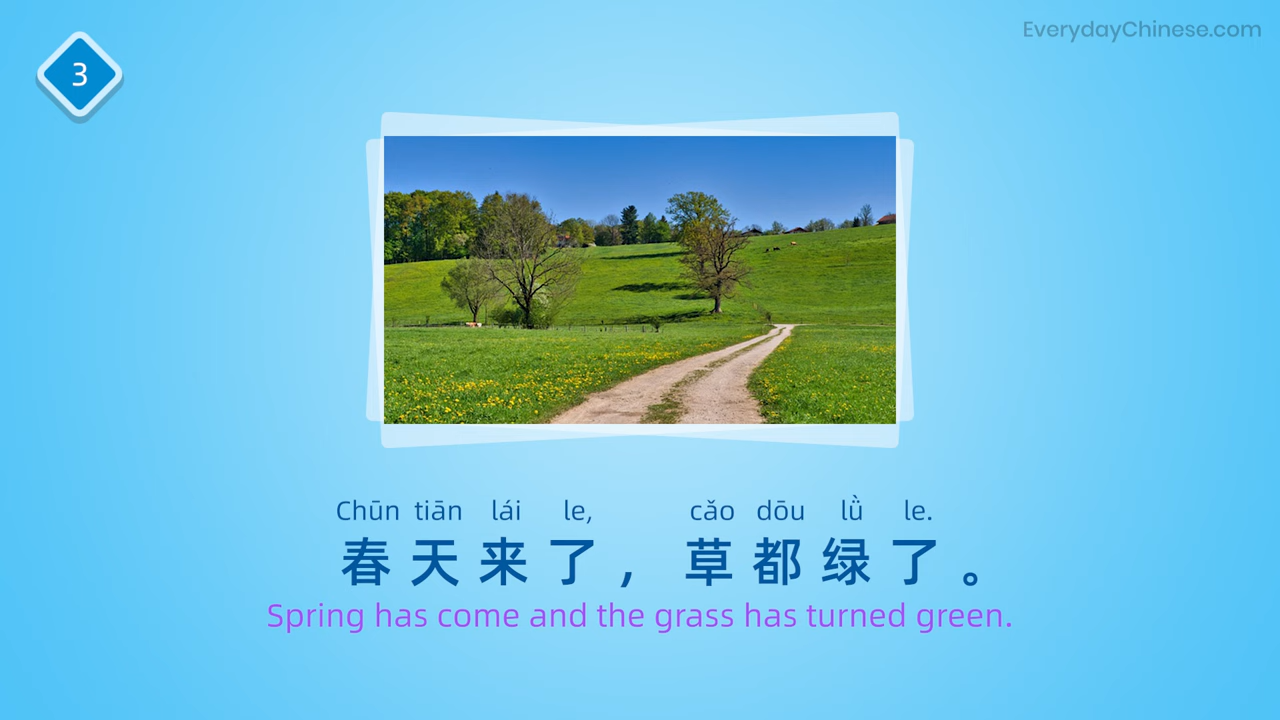 3
EverydayChinese.com
Chūn tiān lái le, cǎo dōu lǜ le.
春天来了，草都绿了。
Spring has come and the grass has turned green.